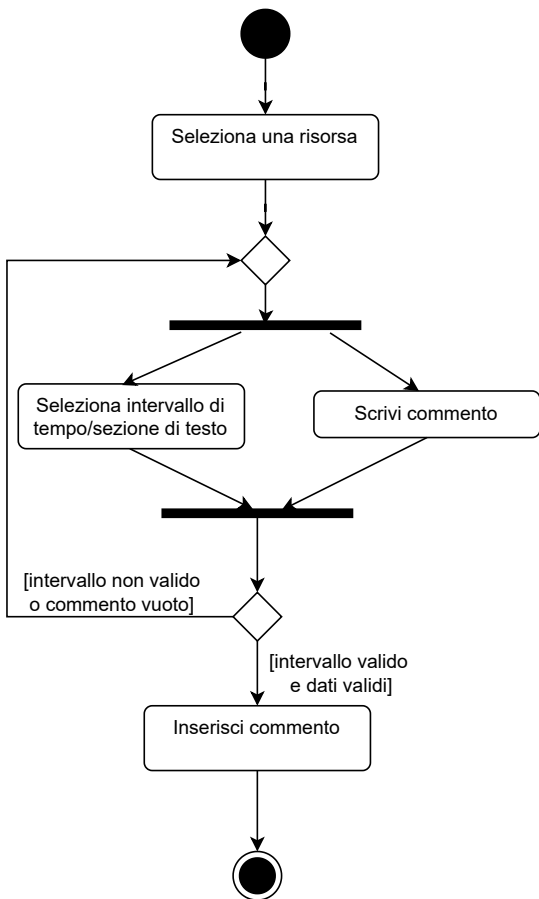 Seleziona una risorsa
Seleziona intervallo di
tempo/sezione di testo
Scrivi commento
[intervallo non valido
o commento vuoto]
[intervallo valido
e dati validi]
Inserisci commento